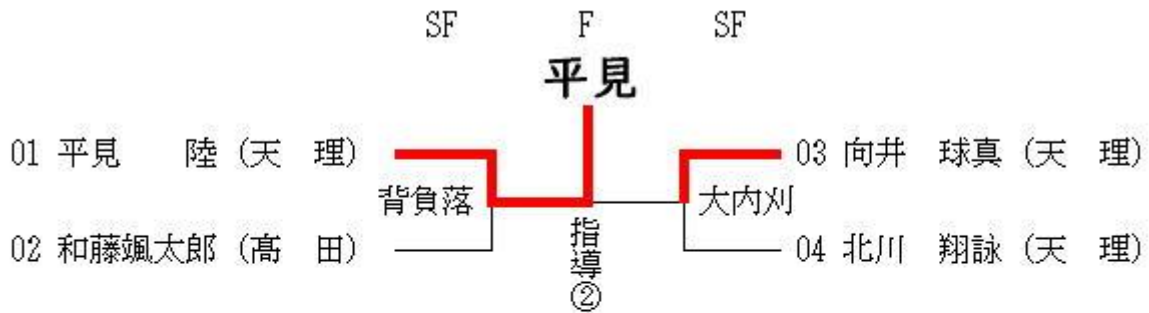 SF F SF
平見
01 平見 陸 (天 理)
03 向井 球真 (天 理)
背負落
大内刈
02 和藤颯太郎 (髙 田)
指導②
04 北川 翔詠 (天 理)